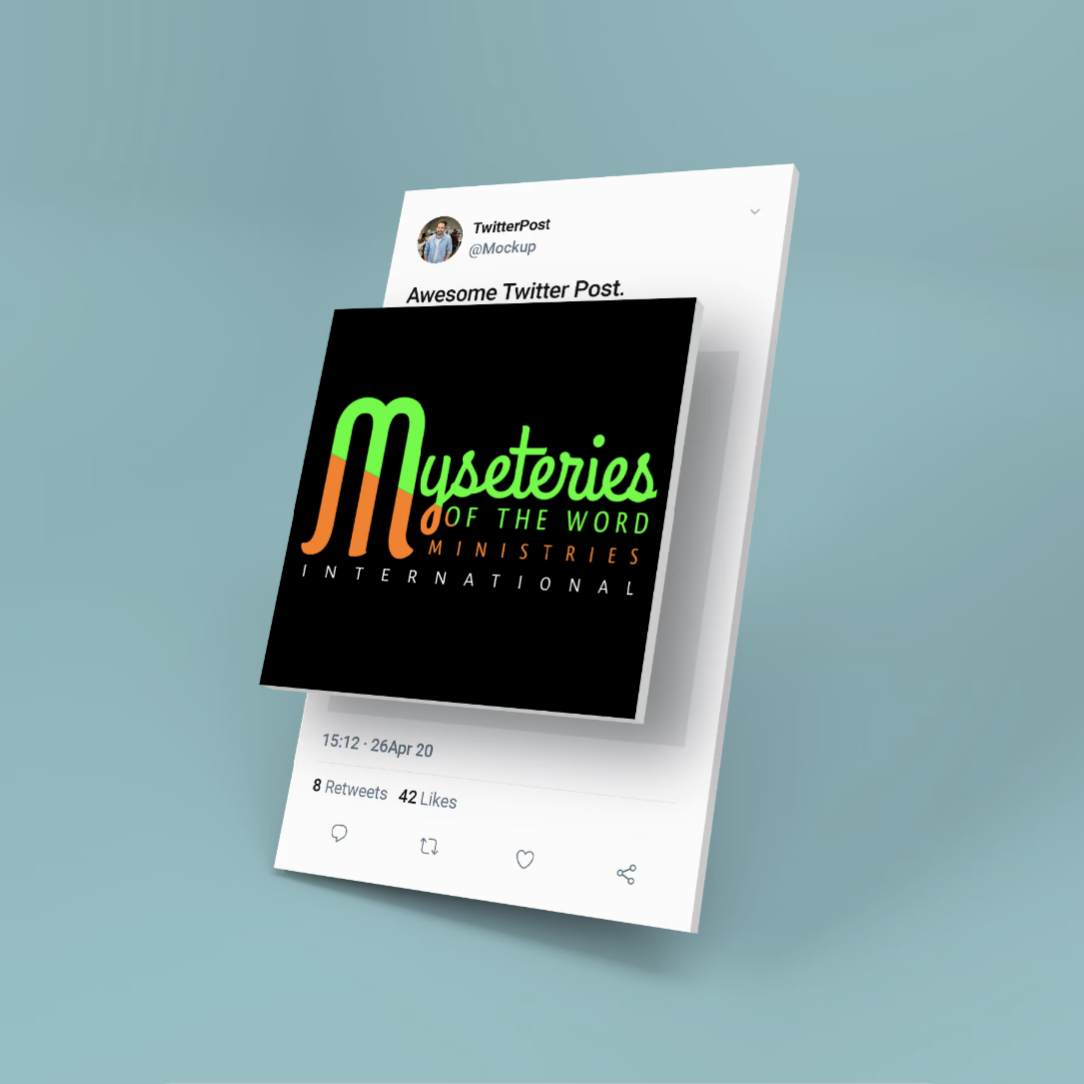 TwitterPost
@Mockup
Awesome Twitter Post.
Myseteries
OF THE WORD
MINISTRIES
INTERNATIONAL
15:12 · 26Apr 20
8 Retweets 42 Likes